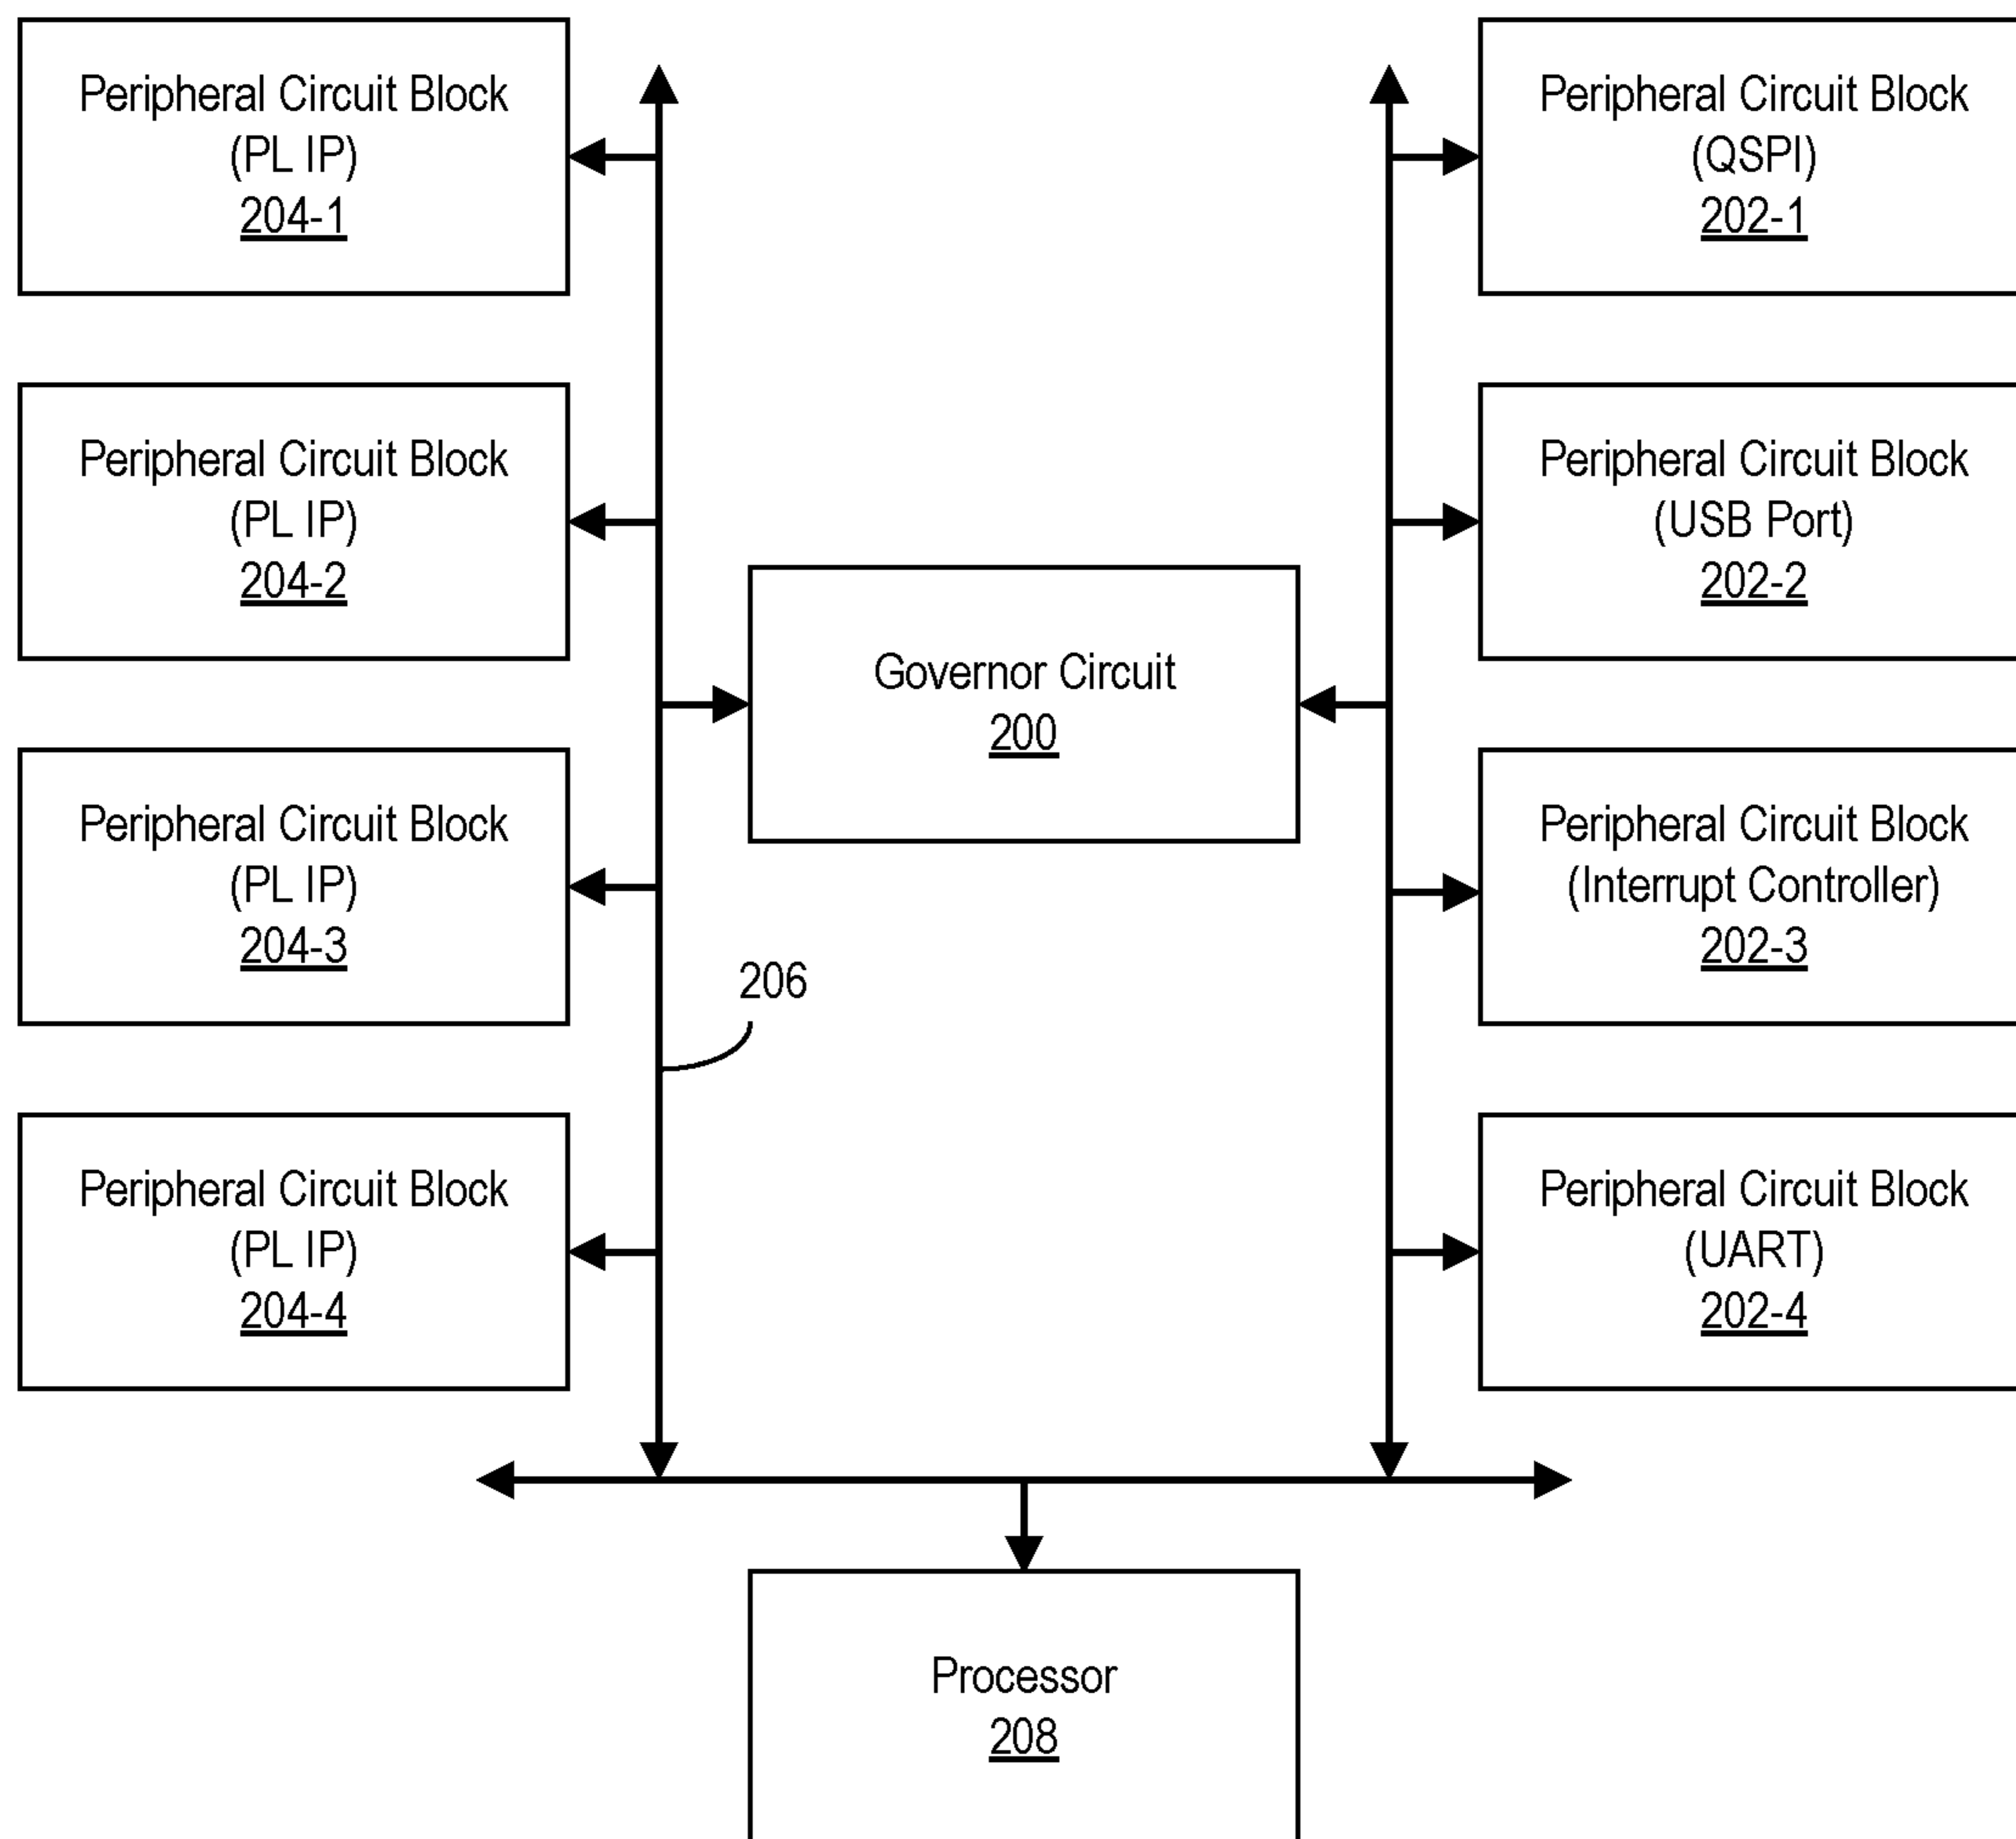 Peripheral Circuit Block
(PL IP)
204-1
Peripheral Circuit Block
(QSPI)
202-1
Peripheral Circuit Block
(PL IP)
204-2
Peripheral Circuit Block
(USB Port)
202-2
Governor Circuit
200
Peripheral Circuit Block
(PL IP)
204-3
Peripheral Circuit Block
(Interrupt Controller)
202-3
206
Peripheral Circuit Block
(PL IP)
204-4
Peripheral Circuit Block
(UART)
202-4
Processor
208